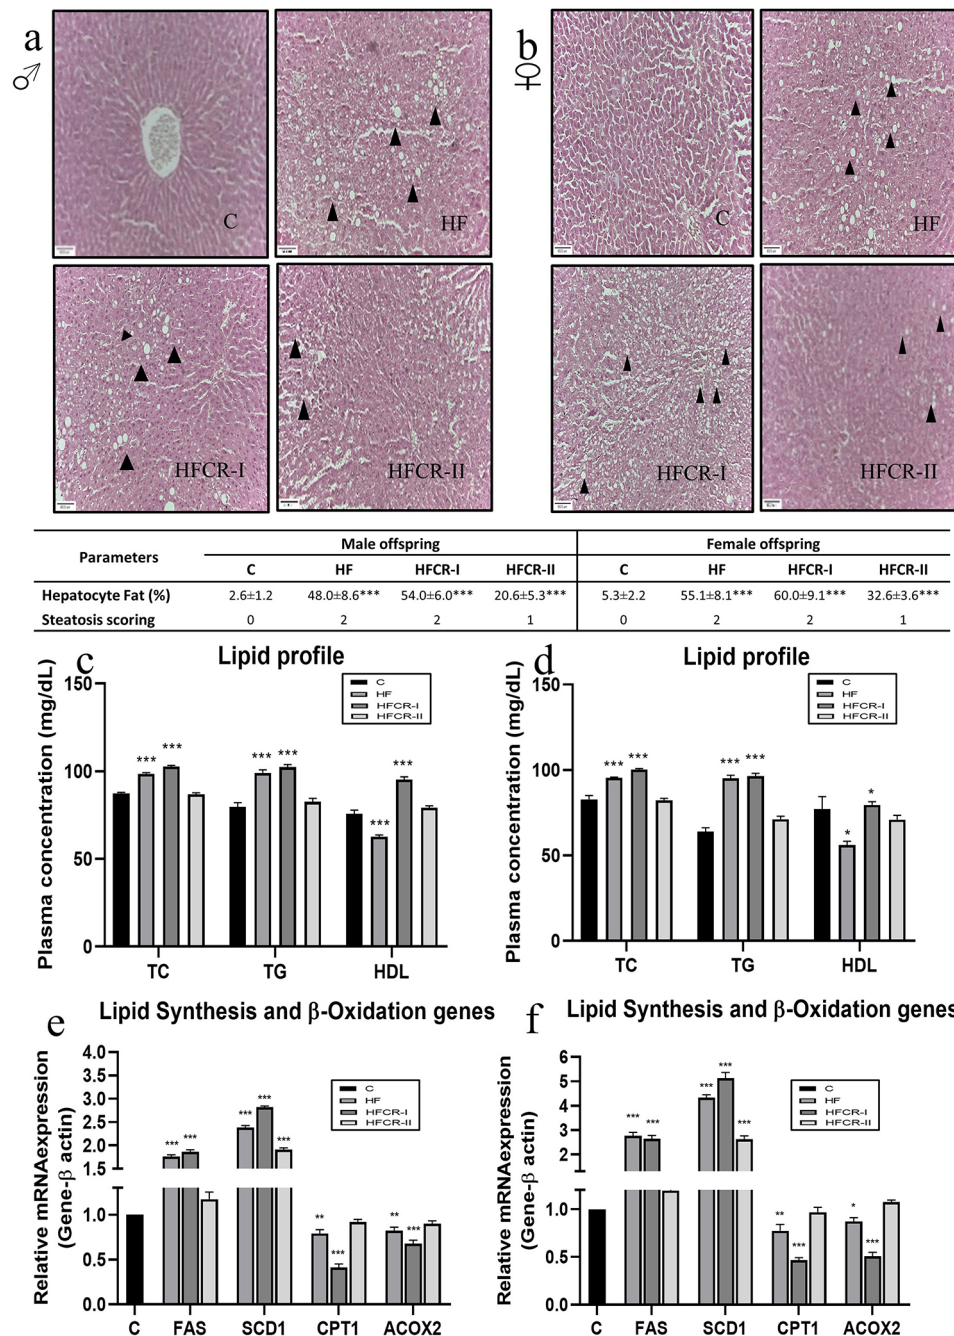 a
♂
C
HF
HFCR-I
HFCR-II
b
♀
C
HF
HFCR-I
HFCR-II
Parameters Male offspring Female offspring
C HF HFCR-I HFCR-II C HF HFCR-I HFCR-II
Hepatocyte Fat (%) 2.6±1.2 48.0±8.6*** 54.0±6.0*** 20.6±5.3*** 5.3±2.2 55.1±8.1*** 60.0±9.1*** 32.6±3.6***
Steatosis scoring 0 2 2 1 0 2 2 1
c
Lipid profile
Plasma concentration (mg/dL)
150
100
50
0
C
HF
HFCR-I
HFCR-II
*** ***
*** ***
***
***
TC TG HDL
d
Lipid profile
Plasma concentration (mg/dL)
150
100
50
0
C
HF
HFCR-I
HFCR-II
*** ***
*** ***
* *
TC TG HDL
e
Lipid Synthesis and β-Oxidation genes
Relative mRNAexpression
(Gene-β actin)
4.0
3.5
3.0
2.5
2.0
1.5
1.0
0.5
0.0
C
HF
HFCR-I
HFCR-II
*** ***
*** *** ***
** ***
** ***
C FAS SCD1 CPT1 ACOX2
f
Lipid Synthesis and β-Oxidation genes
Relative mRNAexpression
(Gene-β actin)
6
5
4
3
2
1.0
0.5
0.0
C
HF
HFCR-I
HFCR-II
*** ***
*** *** ***
** ***
* ***
C FAS SCD1 CPT1 ACOX2